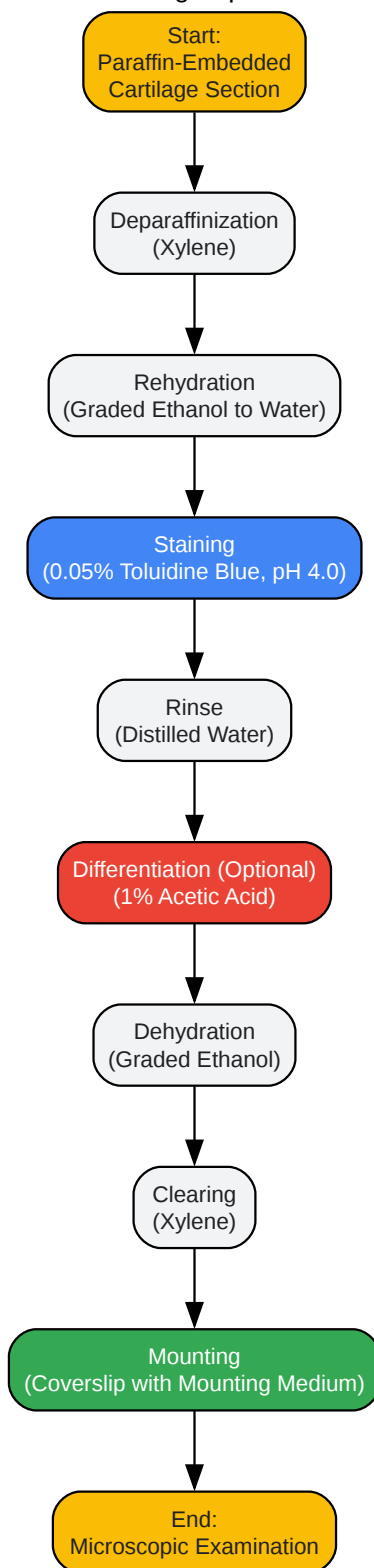 Start:
Paraffin-Embedded
Cartilage Section
Deparaffinization
(Xylene)
Rehydration
(Graded Ethanol to Water)
Staining
(0.05% Toluidine Blue, pH 4.0)
Rinse
(Distilled Water)
Differentiation (Optional)
(1% Acetic Acid)
Dehydration
(Graded Ethanol)
Clearing
(Xylene)
Mounting
(Coverslip with Mounting Medium)
End:
Microscopic Examination